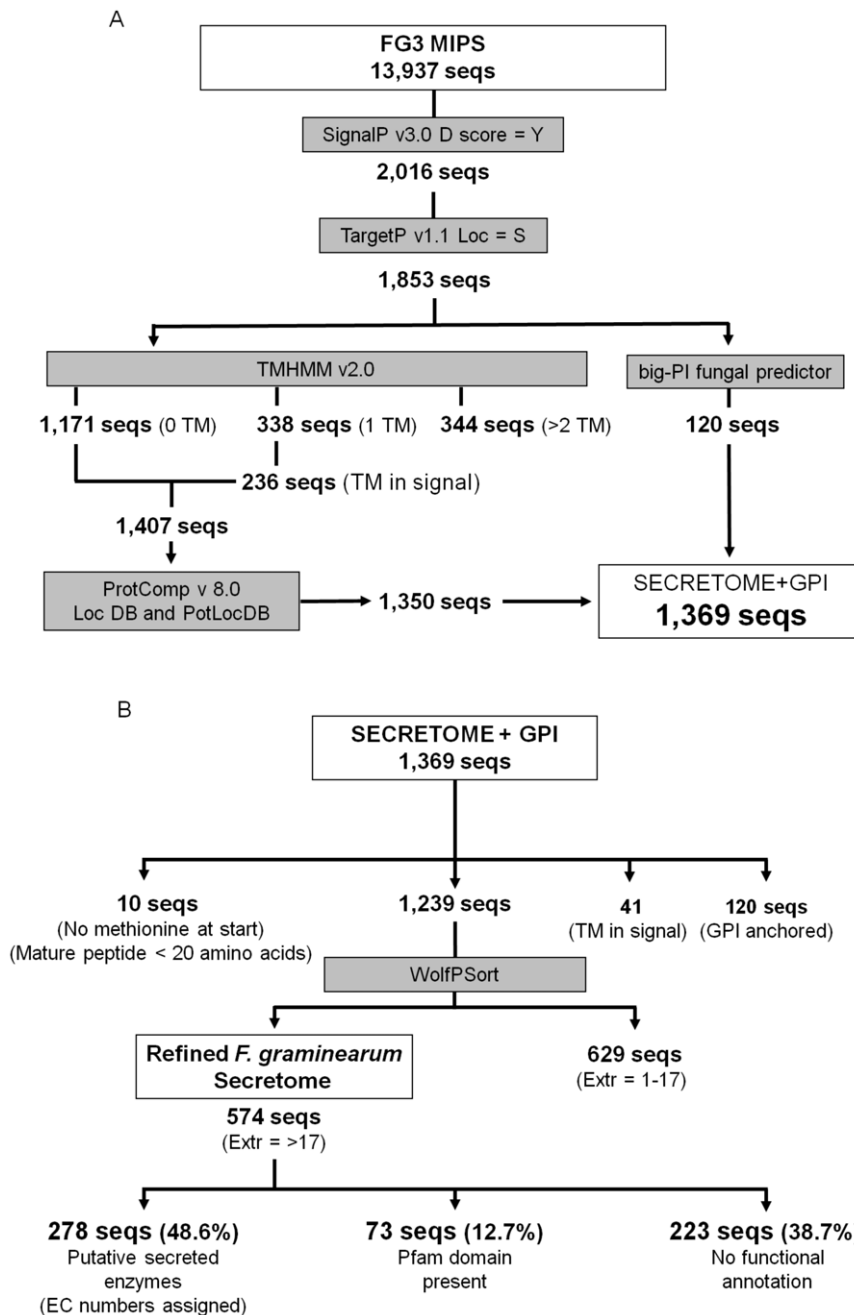 A
FG3 MIPS
13,937 seqs
SignalP v3.0 D score = Y
2,016 seqs
TargetP v1.1 Loc = S
1,853 seqs
TMHMM v2.0
big-PI fungal predictor
1,171 seqs (0 TM)
338 seqs (1 TM)
344 seqs (>2 TM)
120 seqs
236 seqs (TM in signal)
1,407 seqs
ProtComp v 8.0
Loc DB and PotLocDB
1,350 seqs
SECRETOME+GPI
1,369 seqs
B
SECRETOME + GPI
1,369 seqs
10 seqs
(No methionine at start)
(Mature peptide < 20 amino acids)
1,239 seqs
41
(TM in signal)
120 seqs
(GPI anchored)
WolfPSort
Refined F. graminearum
Secretome
574 seqs
(Extr = >17)
629 seqs
(Extr = 1-17)
278 seqs (48.6%)
Putative secreted
enzymes
(EC numbers assigned)
73 seqs (12.7%)
Pfam domain
present
223 seqs (38.7%
No functional
annotation